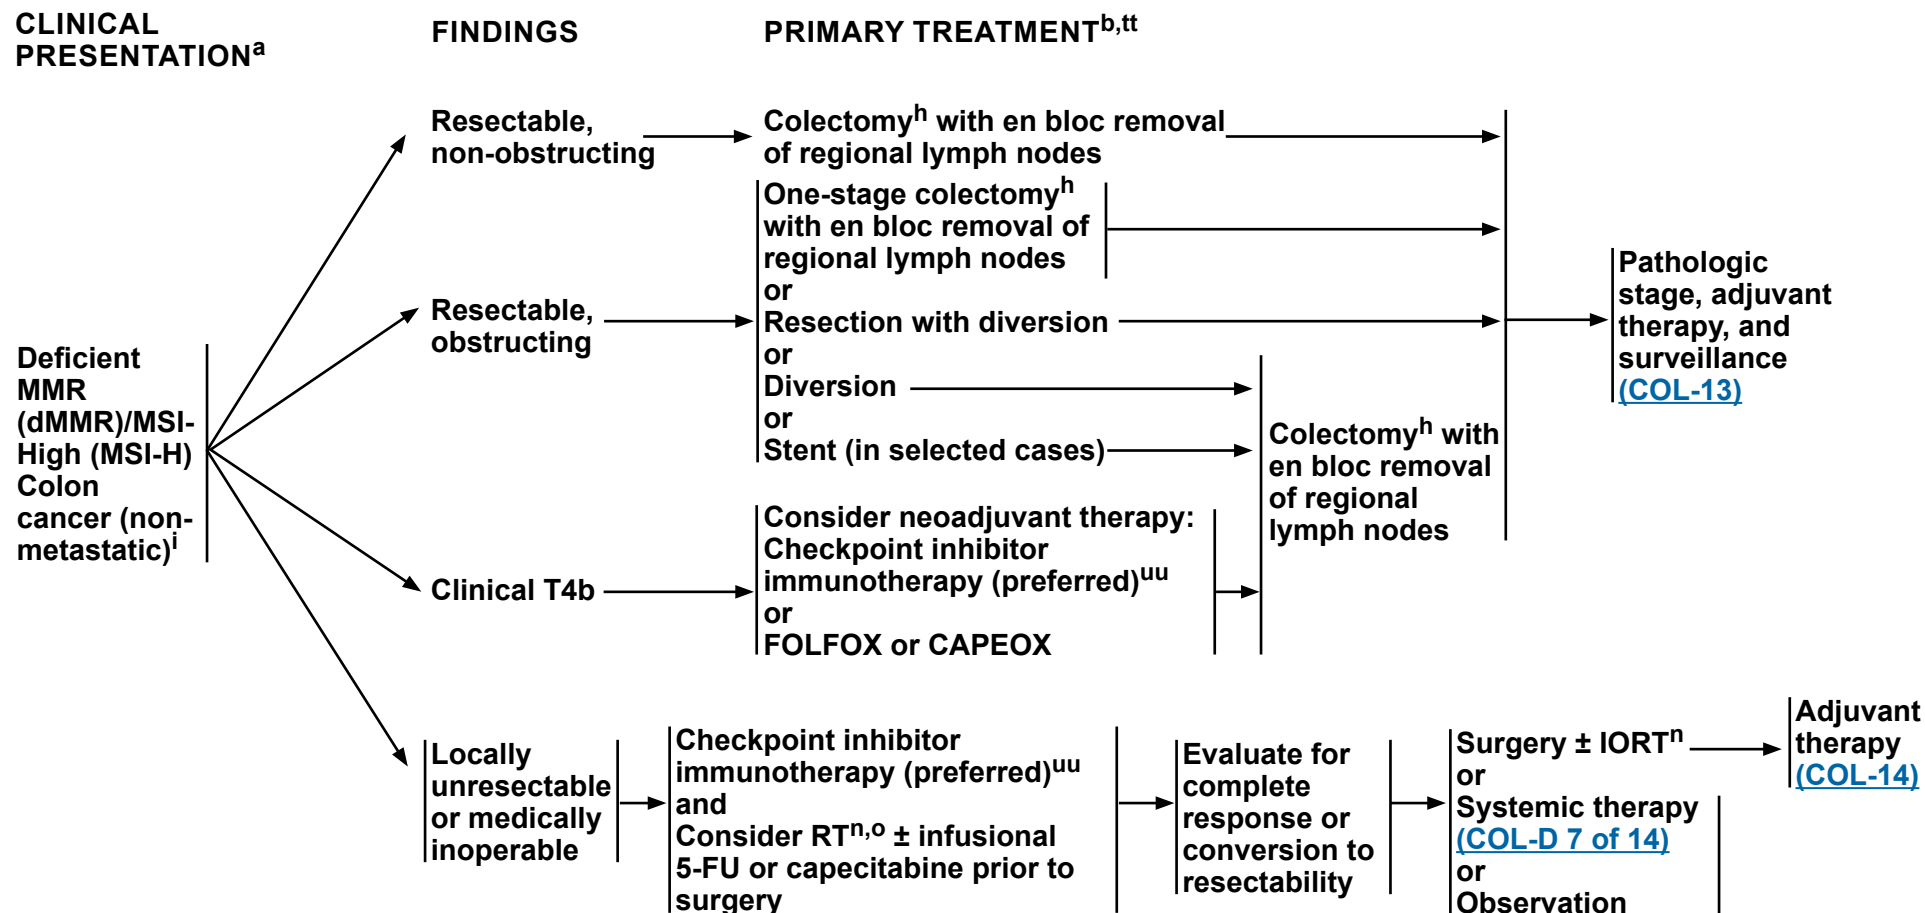 CLINICAL
PRESENTATIONa
FINDINGS
PRIMARY TREATMENTb,tt
Deficient
MMR
(dMMR)/MSI-
High (MSI-H)
Colon
cancer (non-
metastatic)i
Resectable,
non-obstructing
Colectomyh with en bloc removal
of regional lymph nodes
Resectable,
obstructing
One-stage colectomyh
with en bloc removal of
regional lymph nodes
or
Resection with diversion
or
Diversion
or
Stent (in selected cases)
Clinical T4b
Consider neoadjuvant therapy:
Checkpoint inhibitor
immunotherapy (preferred)uu
or
FOLFOX or CAPEOX
Colectomyh with
en bloc removal
of regional
lymph nodes
Pathologic
stage, adjuvant
therapy, and
surveillance
(COL-13)
Locally
unresectable
or medically
inoperable
Checkpoint inhibitor
immunotherapy (preferred)uu
and
Consider RTn,o ± infusional
5-FU or capecitabine prior to
surgery
Evaluate for
complete
response or
conversion to
resectability
Surgery ± IORTn
or
Systemic therapy
(COL-D 7 of 14)
or
Observation
Adjuvant
therapy
(COL-14)